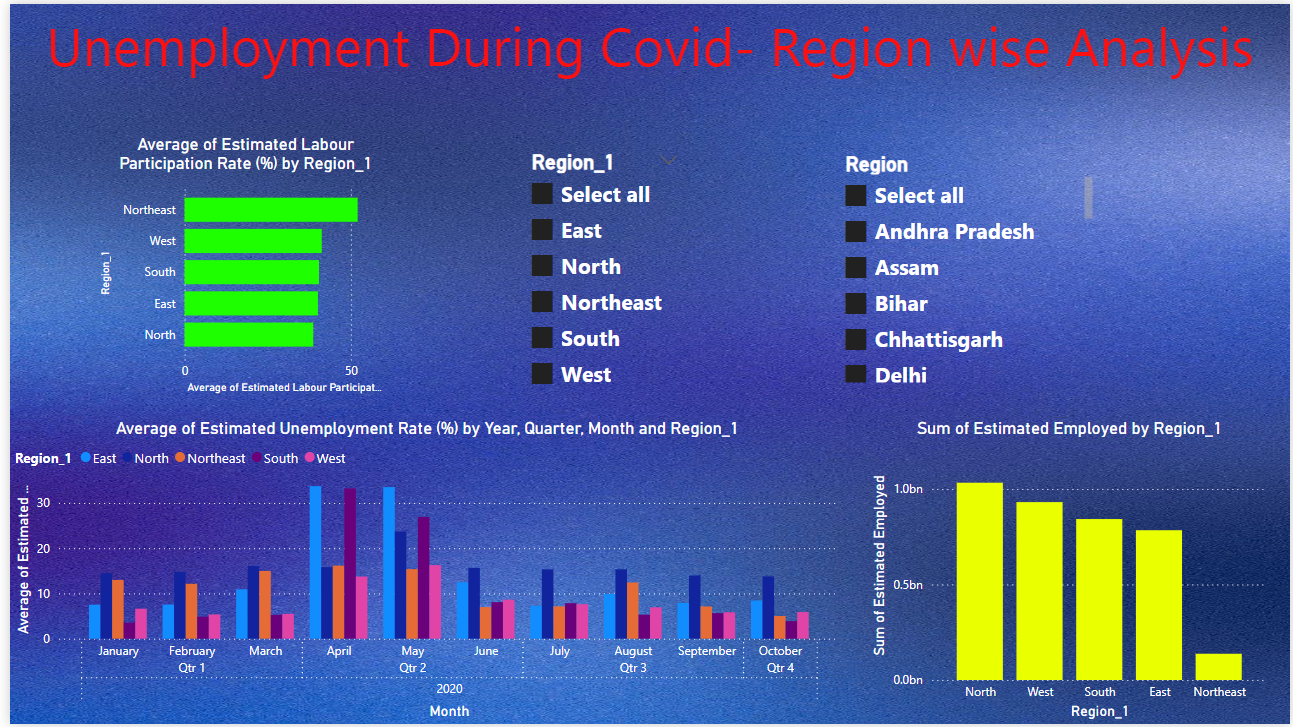 Unemployment During Covid- Region wise Analysis
Average of Estimated Labour
Participation Rate (%) by Region_1
Northeast
West
South
East
North
Region_1
0
50
Average of Estimated Labour Participat...
Region_1
Select all
East
North
Northeast
South
West
Region
Select all
Andhra Pradesh
Assam
Bihar
Chhattisgarh
Delhi
Average of Estimated Unemployment Rate (%) by Year, Quarter, Month and Region_1
Region_1 East North Northeast South West
Average of Estimated ...
30
20
10
0
January February March April May June July August September October
Qtr 1 Qtr 2 Qtr 3 Qtr 4
2020
Month
Sum of Estimated Employed by Region_1
Sum of Estimated Employed
1.0bn
0.5bn
0.0bn
North West South East Northeast
Region_1